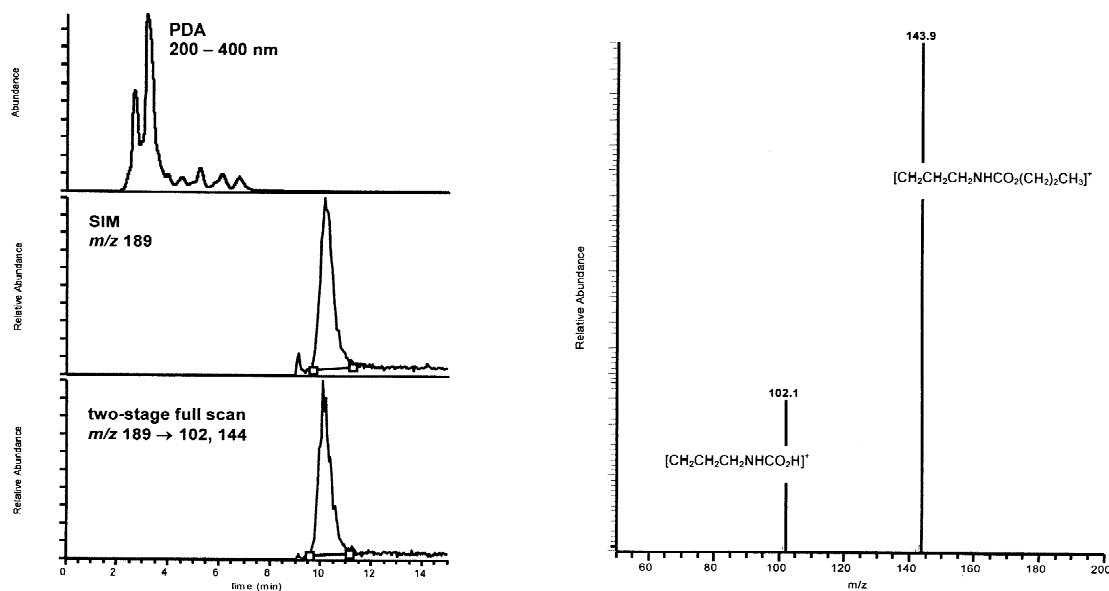 PDA
200 – 400 nm
Abundance
SIM
m/z 189
Relative Abundance
two-stage full scan
m/z 189 → 102, 144
Relative Abundance
0 2 4 6 8 10 12 14
Time (min)
143.9
[CH₂CH₂CH₂NHCO₂(CH₂)₂CH₃]⁺
102.1
[CH₂CH₂CH₂NHCO₂H]⁺
Relative Abundance
60 80 100 120 140 160 180 200
m/z